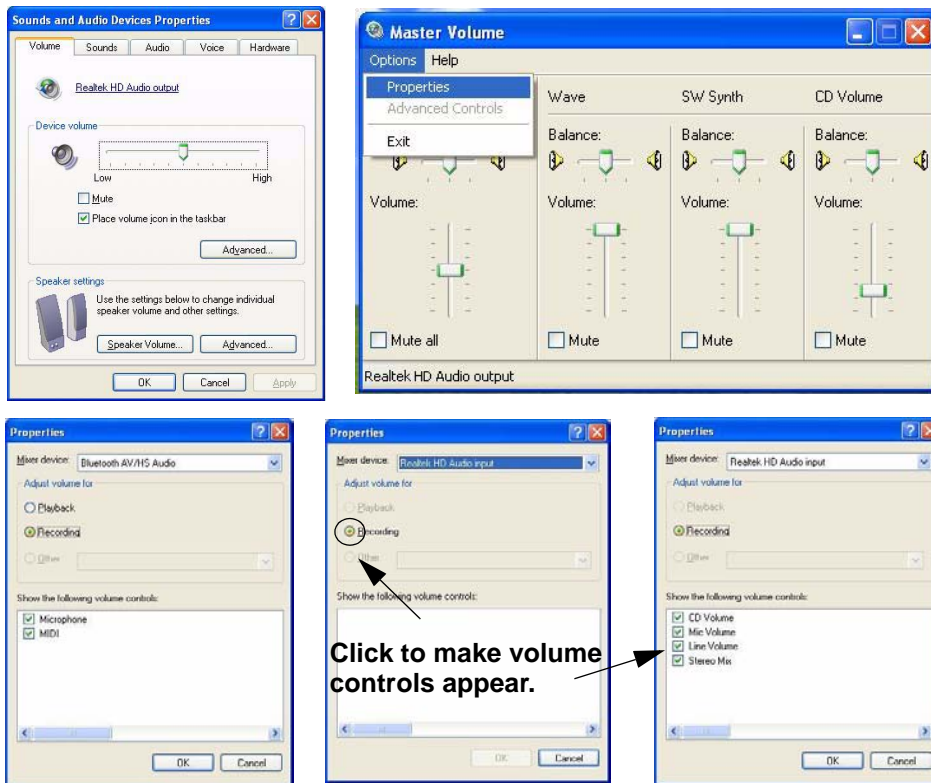 Sounds and Audio Devices Properties
Volume Sounds Audio Voice Hardware
Realtek HD Audio output
Device volume
Low High
Mute
Place volume icon in the taskbar
Advanced...
Speaker settings
Use the settings below to change individual
speaker volume and other settings.
Speaker Volume... Advanced...
OK Cancel Apply
Master Volume
Options Help
Properties
Advanced Controls
Exit
Wave SW Synth CD Volume
Balance: Balance: Balance:
Volume: Volume: Volume: Volume:
Mute all Mute Mute Mute
Realtek HD Audio output
Properties
Mixer device: Bluetooth AV/HS Audio
Adjust volume for
Playback
Recording
Other
Show the following volume controls:
Microphone
MIDI
OK Cancel
Properties
Mixer device: Realtek HD Audio input
Adjust volume for
Playback
Recording
Other
Show the following volume controls:
Click to make volume
controls appear.
OK Cancel
Properties
Mixer device: Realtek HD Audio input
Adjust volume for
Playback
Recording
Other
Show the following volume controls:
CD Volume
Mic Volume
Line Volume
Stereo Mix
OK Cancel